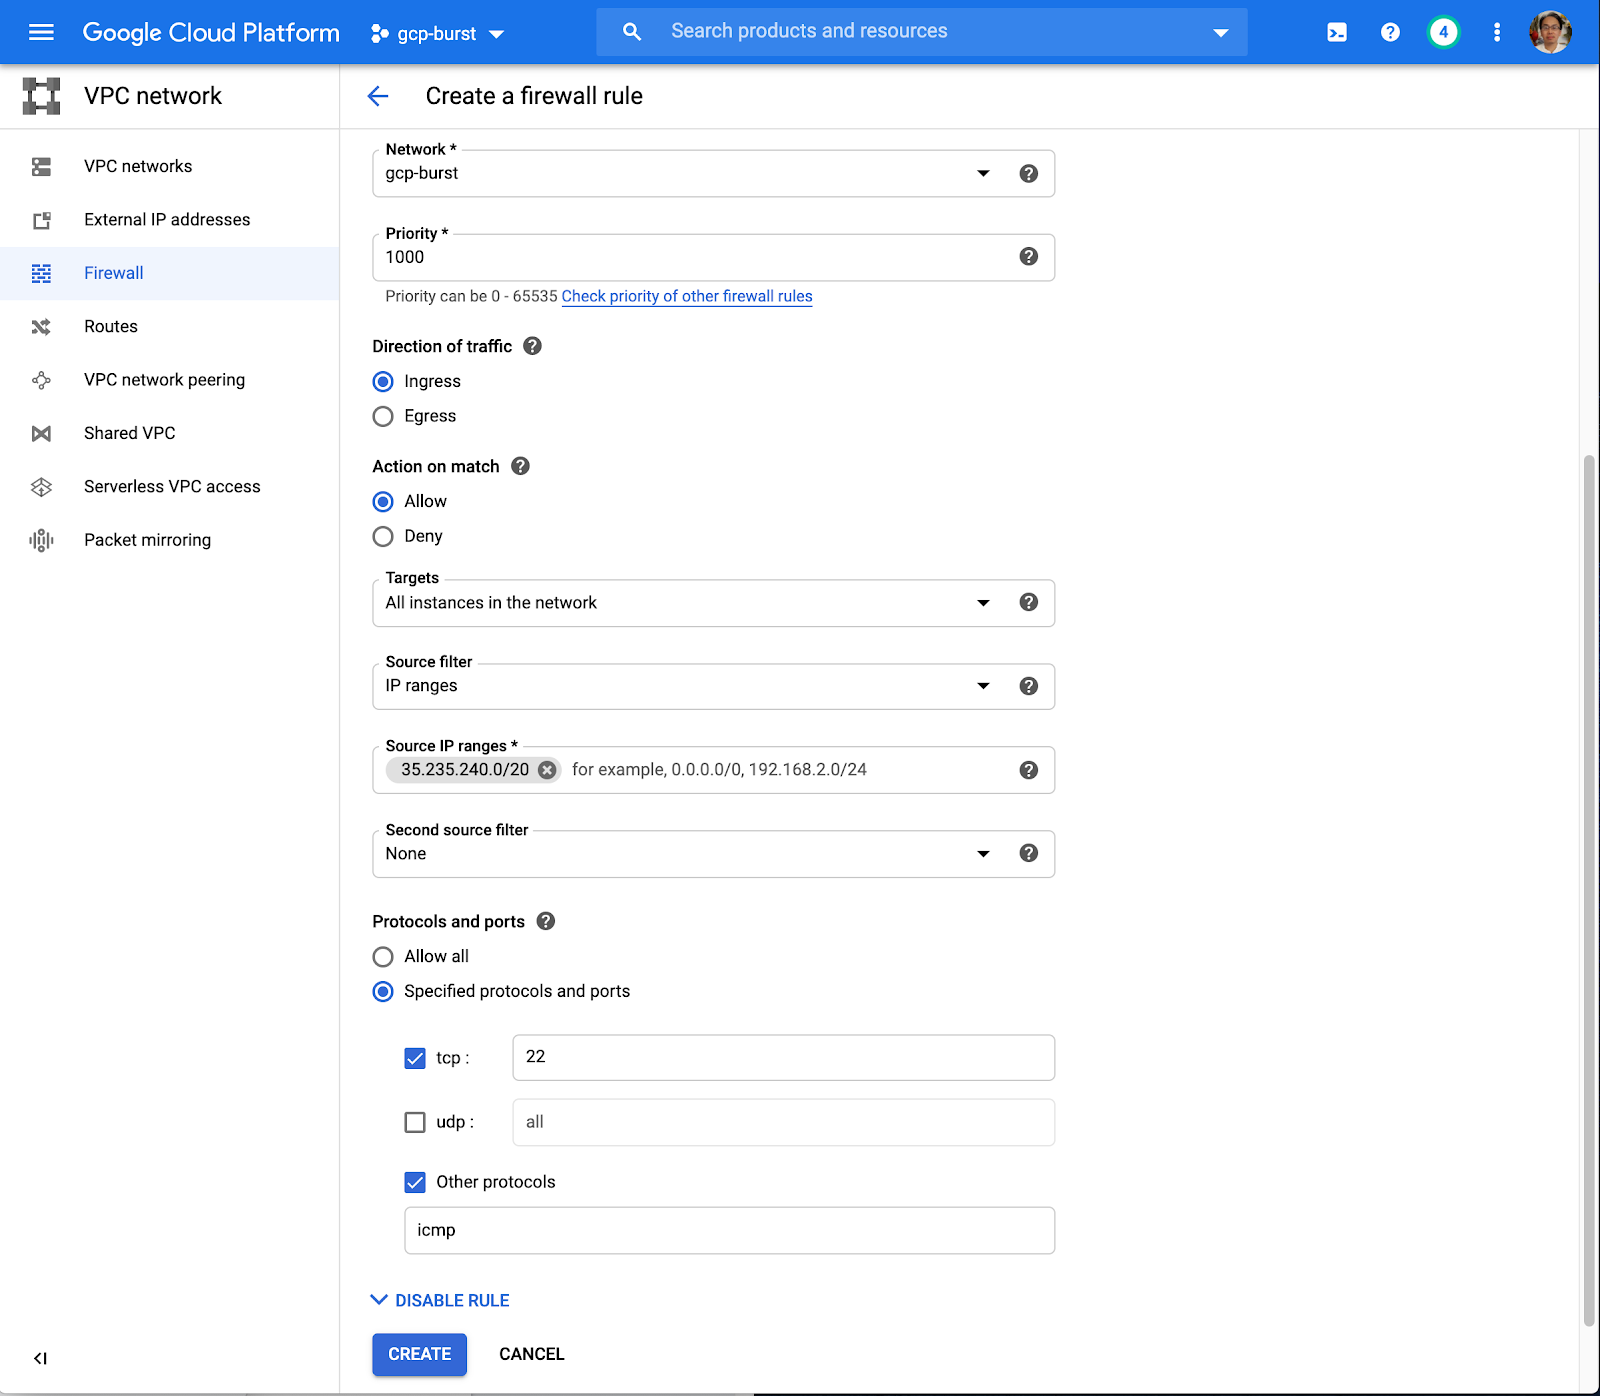 Google Cloud Platform
gcp-burst
Search products and resources
4
VPC network
Create a firewall rule
VPC networks
External IP addresses
Firewall
Routes
VPC network peering
Shared VPC
Serverless VPC access
Packet mirroring
Network *
gcp-burst
Priority *
1000
Priority can be 0 - 65535 Check priority of other firewall rules
Direction of traffic
Ingress
Egress
Action on match
Allow
Deny
Targets
All instances in the network
Source filter
IP ranges
Source IP ranges *
35.235.240.0/20 for example, 0.0.0.0/0, 192.168.2.0/24
Second source filter
None
Protocols and ports
Allow all
Specified protocols and ports
tcp : 22
udp : all
Other protocols
icmp
DISABLE RULE
CREATE CANCEL